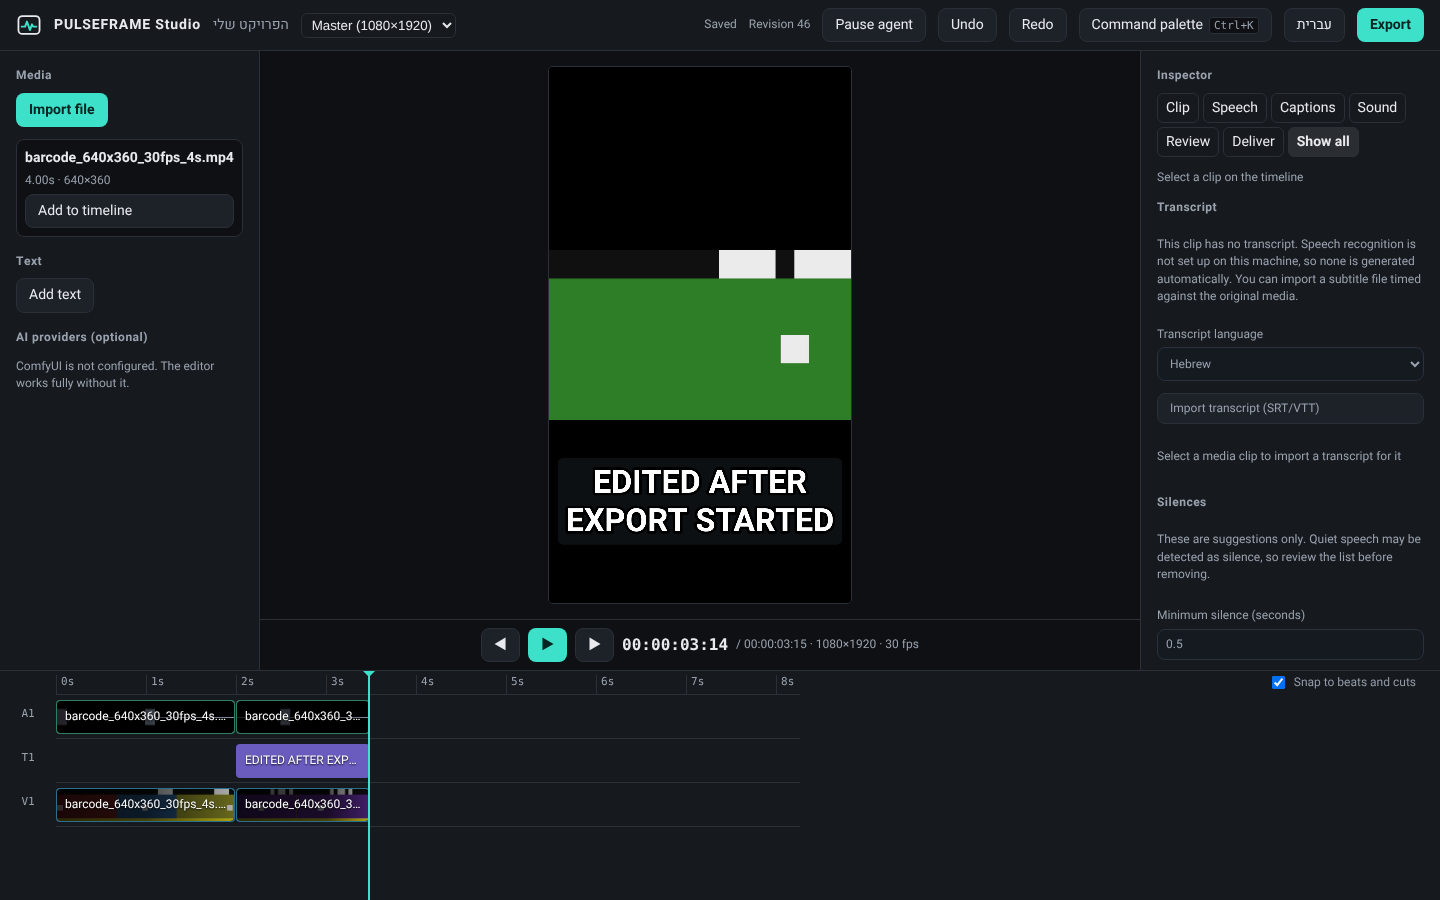 PULSEFRAME Studio
הפרויקט שלי
Master (1080×1920)
Saved
Revision 46
Pause agent
Undo
Redo
Command palette Ctrl+K
עברית
Export
Media
Import file
barcode_640x360_30fps_4s.mp4
4.00s · 640×360
Add to timeline
Text
Add text
AI providers (optional)
ComfyUI is not configured. The editor
works fully without it.
EDITED AFTER
EXPORT STARTED
00:00:03:14 / 00:00:03:15 · 1080×1920 · 30 fps
Inspector
Clip
Speech
Captions
Sound
Review
Deliver
Show all
Select a clip on the timeline
Transcript
This clip has no transcript. Speech recognition is
not set up on this machine, so none is generated
automatically. You can import a subtitle file timed
against the original media.
Transcript language
Hebrew
Import transcript (SRT/VTT)
Select a media clip to import a transcript for it
Silences
These are suggestions only. Quiet speech may be
detected as silence, so review the list before
removing.
Minimum silence (seconds)
0.5
0s 1s 2s 3s 4s 5s 6s 7s 8s
Snap to beats and cuts
A1
barcode_640x360_30fps_4s.…
barcode_640x360_3…
T1
EDITED AFTER EXP…
V1
barcode_640x360_30fps_4s.…
barcode_640x360_3…